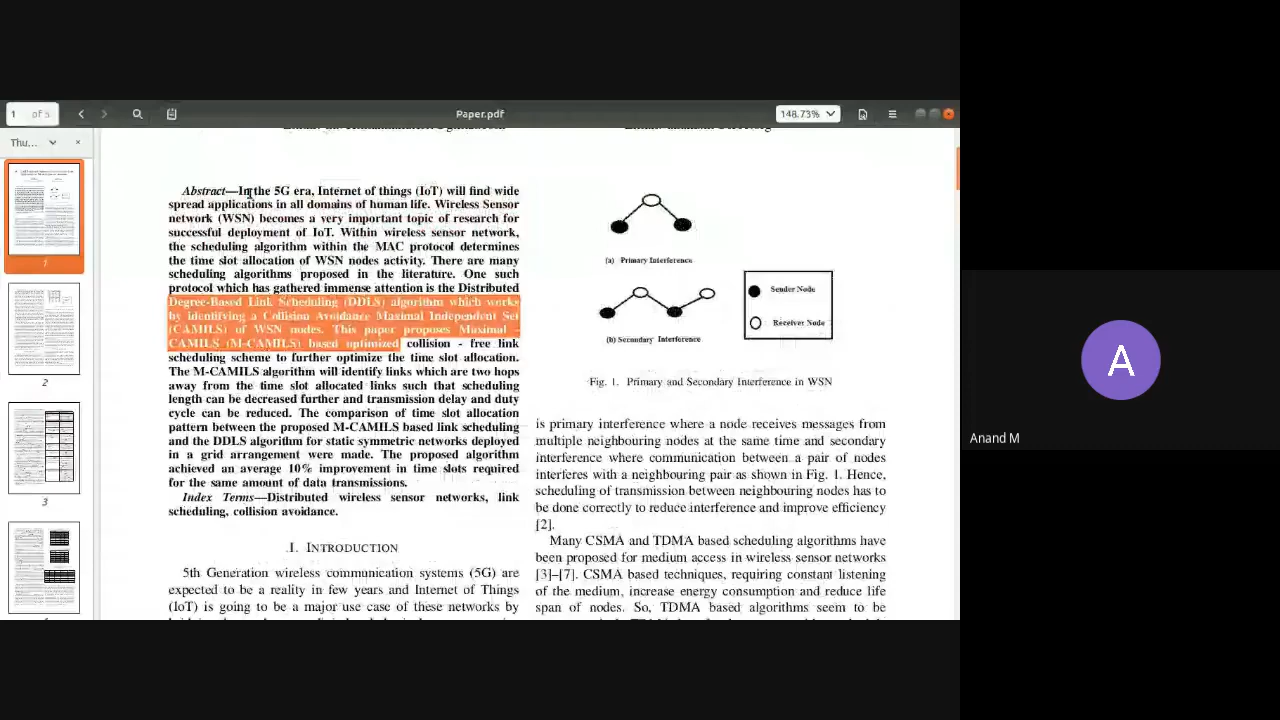 1 of 5
Paper.pdf
148.73%
Thu...
1
2
3
Abstract—In the 5G era, Internet of things (IoT) will find wide
spread applications in all domains of human life. Wireless Sensor
network (WSN) becomes a very important topic of research for
successful deployment of IoT. Within wireless sensor network,
the scheduling algorithm within the MAC protocol determines
the time slot allocation of WSN nodes activity. There are many
scheduling algorithms proposed in the literature. One such
protocol which has gathered immense attention is the Distributed
Degree-Based Link Scheduling (DDLS) algorithm which works
by identifying a Collision Avoidance Maximal Independent Set
(CAMILS) of WSN nodes. This paper proposes Maximal -
CAMILS (M-CAMILS) based optimized collision - free link
scheduling scheme to further optimize the time slot allocation.
The M-CAMILS algorithm will identify links which are two hops
away from the time slot allocated links such that scheduling
length can be decreased further and transmission delay and duty
cycle can be reduced. The comparison of time slot allocation
pattern between the proposed M-CAMILS based link scheduling
and the DDLS algorithm for static symmetric networks deployed
in a grid arrangement were made. The proposed algorithm
achieved an average 10% improvement in time slots required
for the same amount of data transmissions.
Index Terms—Distributed wireless sensor networks, link
scheduling, collision avoidance.
I. INTRODUCTION
5th Generation wireless communication systems (5G) are
expected to be a reality in few years and Internet of Things
(IoT) is going to be a major use case of these networks by
(a) Primary Interference
(b) Secondary Interference
Sender Node
Receiver Node
Fig. 1. Primary and Secondary Interference in WSN
is primary interference where a node receives messages from
multiple neighbouring nodes at the same time and secondary
interference where communication between a pair of nodes
interferes with a neighbouring pair as shown in Fig. 1. Hence,
scheduling of transmission between neighbouring nodes has to
be done correctly to reduce interference and improve efficiency
[2].
Many CSMA and TDMA based scheduling algorithms have
been proposed for medium access in wireless sensor networks
[3]–[7]. CSMA based techniques, requiring constant listening
of the medium, increase energy consumption and reduce life
span of nodes. So, TDMA based algorithms seem to be
A
Anand M